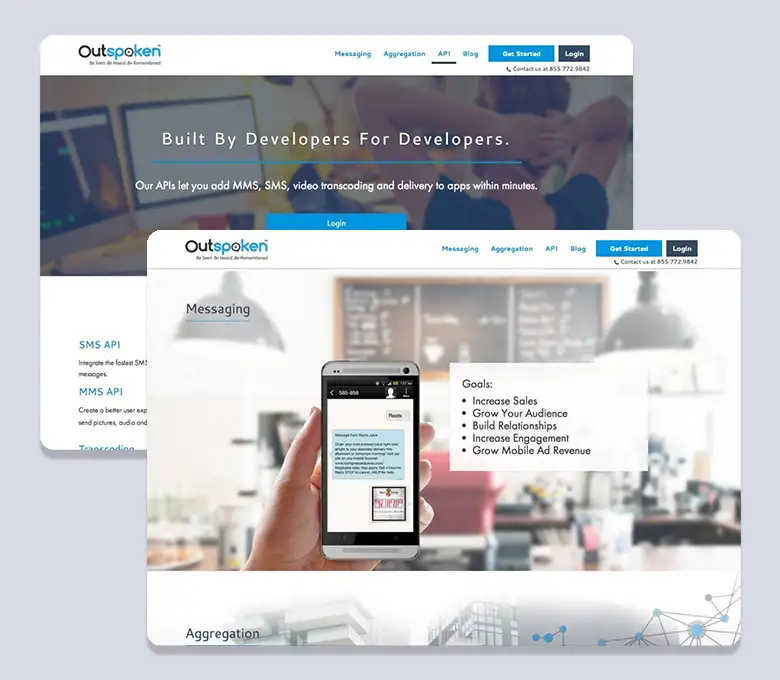 Outspoken
Be Seen. Be Heard. Be Remembered.
Messaging
Aggregation
API
Blog
Get Started
Login
Contact us at 855.772.9842
Built By Developers For Developers.
Our APIs let you add MMS, SMS, video transcoding and delivery to apps within minutes.
Login
SMS API
Integrate the fastest SMS
messages.
MMS API
Create a better user exp
send pictures, audio and
Transcoding
Outspoken
Be Seen. Be Heard. Be Remembered.
Messaging
Aggregation
API
Blog
Get Started
Login
Contact us at 855.772.9842
Messaging
585-858
Roots
Message from Roots Juice
Goals:
• Increase Sales
• Grow Your Audience
• Build Relationships
• Increase Engagement
• Grow Mobile Ad Revenue
Aggregation